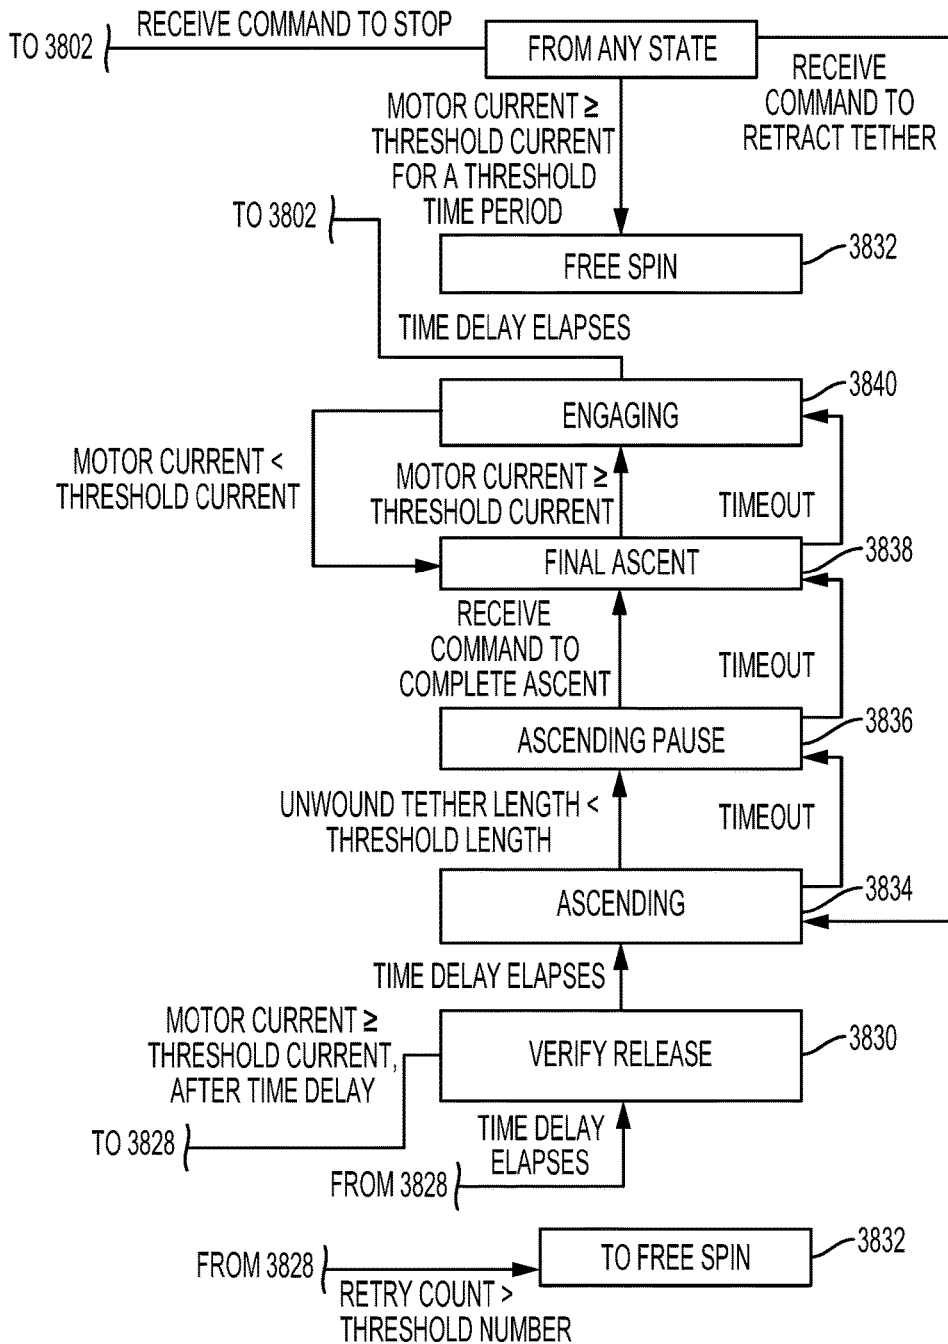 RECEIVE COMMAND TO STOP
TO 3802
FROM ANY STATE
RECEIVE
COMMAND TO
RETRACT TETHER
MOTOR CURRENT ≥
THRESHOLD CURRENT
FOR A THRESHOLD
TIME PERIOD
TO 3802
FREE SPIN
3832
TIME DELAY ELAPSES
3840
ENGAGING
MOTOR CURRENT <
THRESHOLD CURRENT
MOTOR CURRENT ≥
THRESHOLD CURRENT
TIMEOUT
FINAL ASCENT
3838
RECEIVE
COMMAND TO
COMPLETE ASCENT
TIMEOUT
ASCENDING PAUSE
3836
UNWOUND TETHER LENGTH <
THRESHOLD LENGTH
TIMEOUT
ASCENDING
3834
TIME DELAY ELAPSES
MOTOR CURRENT ≥
THRESHOLD CURRENT,
AFTER TIME DELAY
VERIFY RELEASE
3830
TO 3828
TIME DELAY
ELAPSES
FROM 3828
FROM 3828
TO FREE SPIN
3832
RETRY COUNT >
THRESHOLD NUMBER